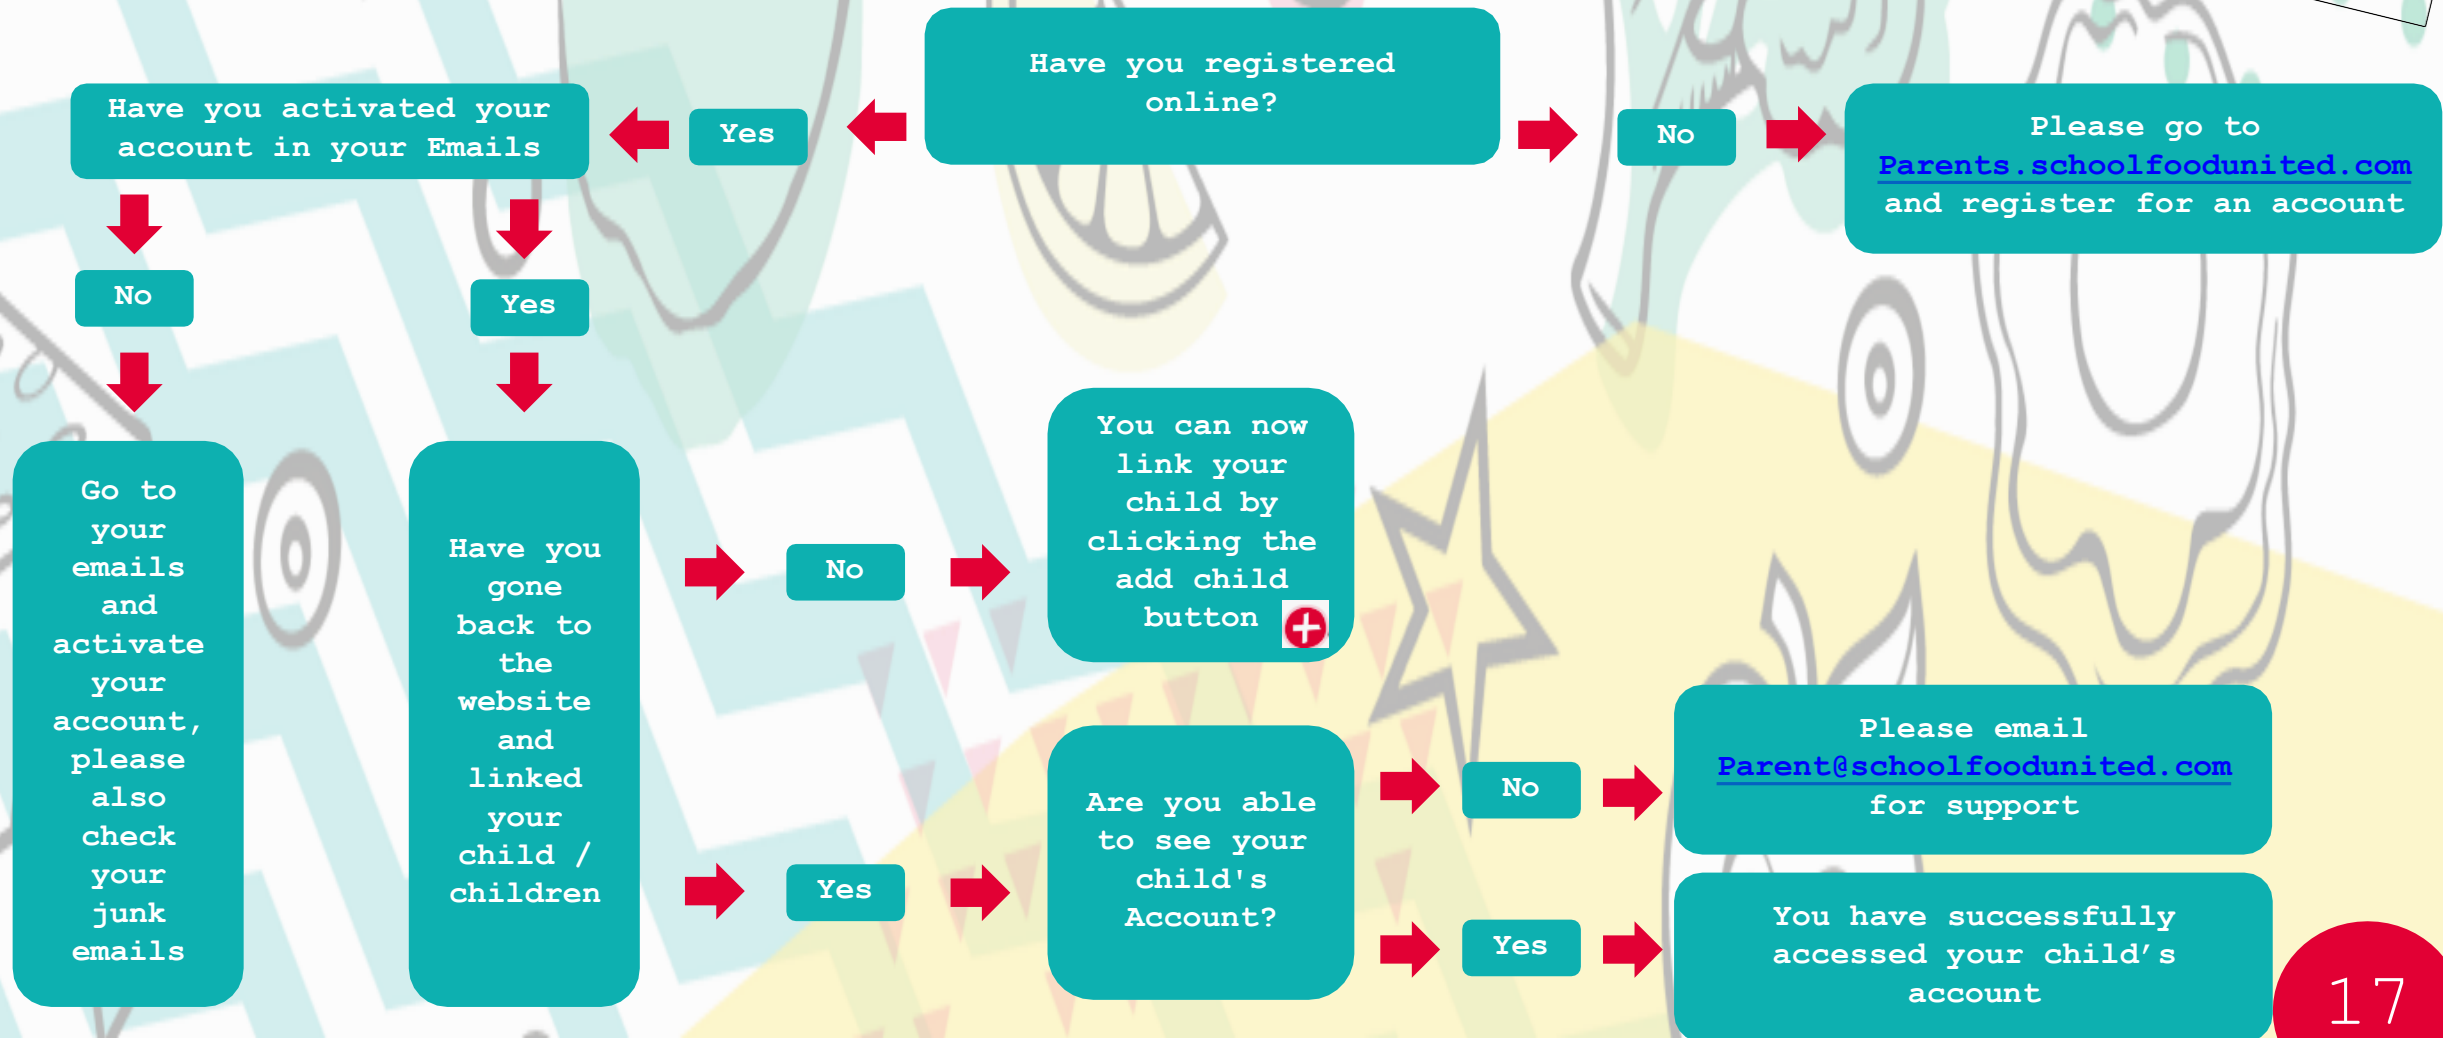 Have you registered
online?
Have you activated your
account in your Emails
Yes
No
Please go to
Parents.schoolfoodunited.com
and register for an account
No
Yes
Go to
your
emails
and
activate
your
account,
please
also
check
your
junk
emails
Have you
gone
back to
the
website
and
linked
your
child /
children
No
You can now
link your
child by
clicking the
add child
button
Yes
Are you able
to see your
child's
Account?
No
Please email
Parent@schoolfoodunited.com
for support
Yes
You have successfully
accessed your child’s
account
17